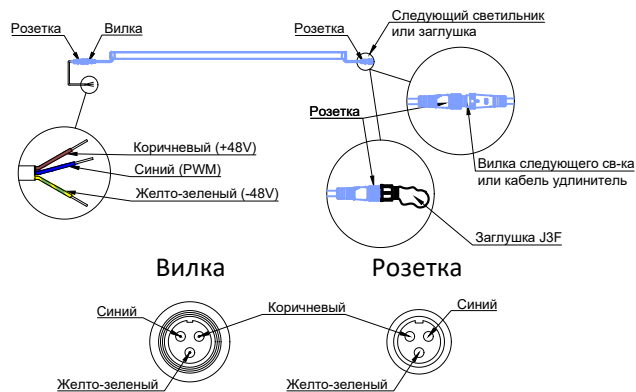 Розетка
Вилка
Следующий светильник
или заглушка
Розетка
Коричневый (+48V)
Синий (PWM)
Желто-зеленый (-48V)
Вилка следующего св-ка
или кабель удлинитель
Заглушка J3F
Вилка
Розетка
Синий
Коричневый
Синий
Желто-зеленый
Желто-зеленый